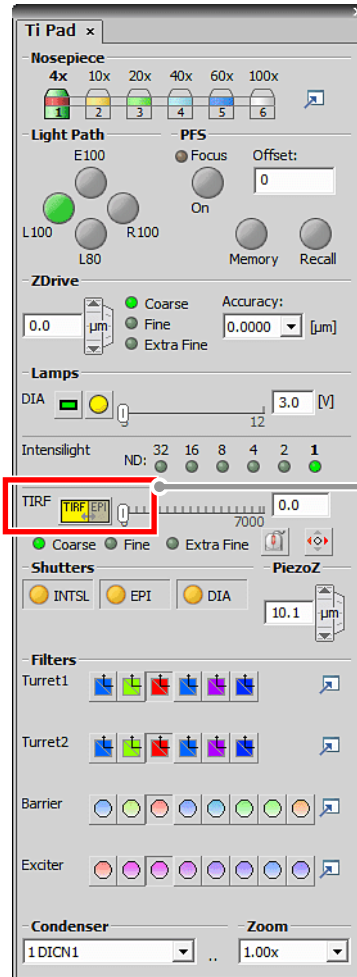 Ti Pad ×
Nosepiece
4x 10x 20x 40x 60x 100x
1 2 3 4 5 6
Light Path PFS
E100 Focus Offset:
0
L100 R100 On
L80 Memory Recall
ZDrive
Coarse Accuracy:
0.0 µm Fine 0.0000 [µm]
Extra Fine
Lamps
DIA 3.0 [V]
3 12
Intensilight ND: 32 16 8 4 2 1
TIRF TIRF EPI 0.0
7000
Coarse Fine Extra Fine
Shutters PiezoZ
INTSL EPI DIA
10.1 µm
Filters
Turret1
Turret2
Barrier
Exciter
Condenser Zoom
1 DICN1 .. 1.00x